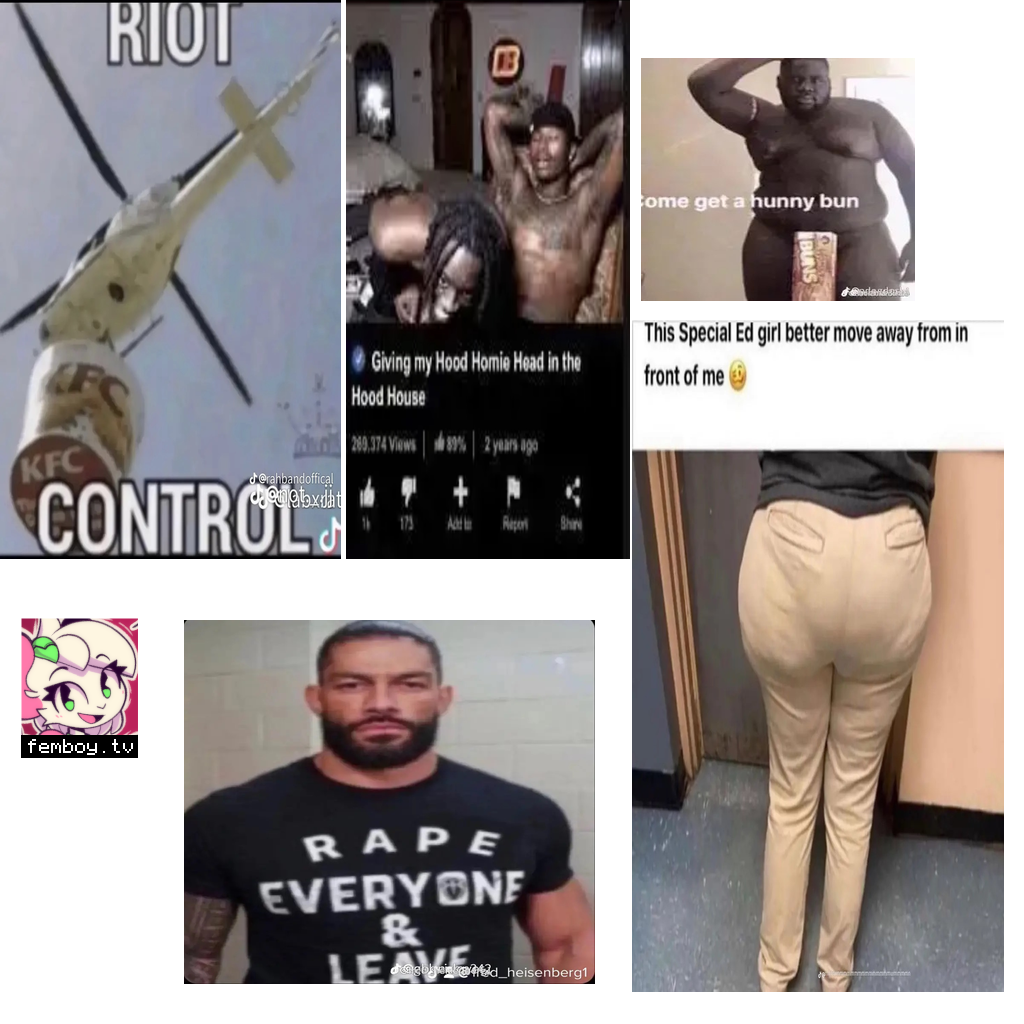 RIOT
KFC
KFC
CONTROL
@rahbandoffical
Giving my Hood Homie Head in the
Hood House
269,374 Views
89%
2 years ago
1k
173
Add to
Report
Share
ome get a hunny bun
BUNS
This Special Ed girl better move away from in
front of me 🥴
femboy.tv
RAPE
EVERYONE
&
LEAVE
@fred_heisenberg1